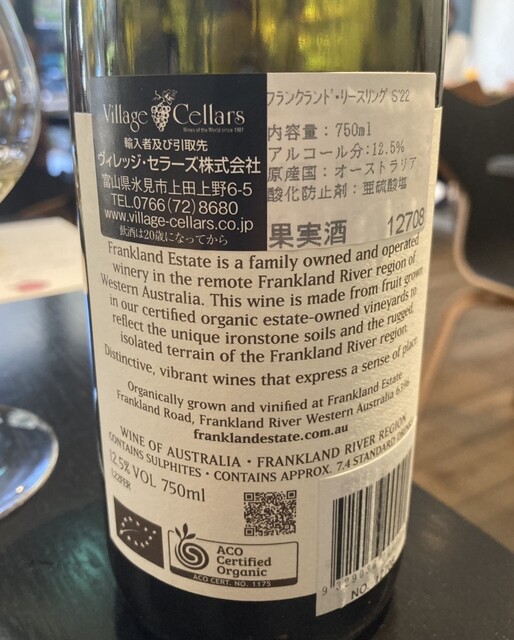 Village Cellars
Wines of the World since 1987
輸入者及び引取先
ヴィレッジ・セラーズ株式会社
富山県氷見市上田上野6-5
TEL.0766(72)8680
www.village-cellars.co.jp
飲酒は20歳になってから
フランクランド・リースリング S'22
内容量：750ml
アルコール分：12.5%
原産国：オーストラリア
酸化防止剤：亜硫酸塩
果実酒 12708
Frankland Estate is a family owned and operated
winery in the remote Frankland River region of
Western Australia. This wine is made from fruit grown
in our certified organic estate-owned vineyards to
reflect the unique ironstone soils and the rugged,
isolated terrain of the Frankland River region.
Distinctive, vibrant wines that express a sense of place
Organically grown and vinified at Frankland Estate
Frankland Road, Frankland River Western Australia 6396
franklandestate.com.au
WINE OF AUSTRALIA • FRANKLAND RIVER REGION
CONTAINS SULPHITES • CONTAINS APPROX. 7.4 STANDARD DRINKS
12.5% VOL 750ml
L22FER
ACO
Certified
Organic
ACO CERT. NO. 1175
NO.